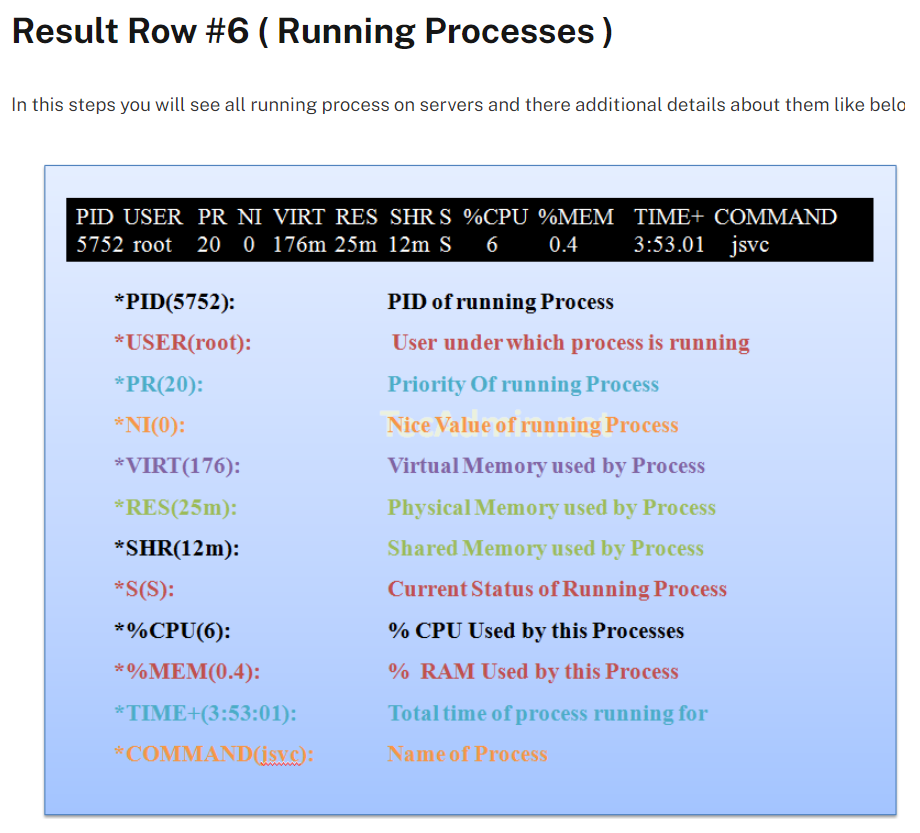 Result Row #6 ( Running Processes )
In this steps you will see all running process on servers and there additional details about them like belo
PID USER PR NI VIRT RES SHR S %CPU %MEM TIME+ COMMAND
5752 root 20 0 176m 25m 12m S 6 0.4 3:53.01 jsvc
*PID(5752): PID of running Process
*USER(root): User under which process is running
*PR(20): Priority Of running Process
TecAdmin.net
*NI(0): Nice Value of running Process
*VIRT(176): Virtual Memory used by Process
*RES(25m): Physical Memory used by Process
*SHR(12m): Shared Memory used by Process
*S(S): Current Status of Running Process
*%CPU(6): % CPU Used by this Processes
*%MEM(0.4): % RAM Used by this Process
*TIME+(3:53:01): Total time of process running for
*COMMAND(jsvc): Name of Process